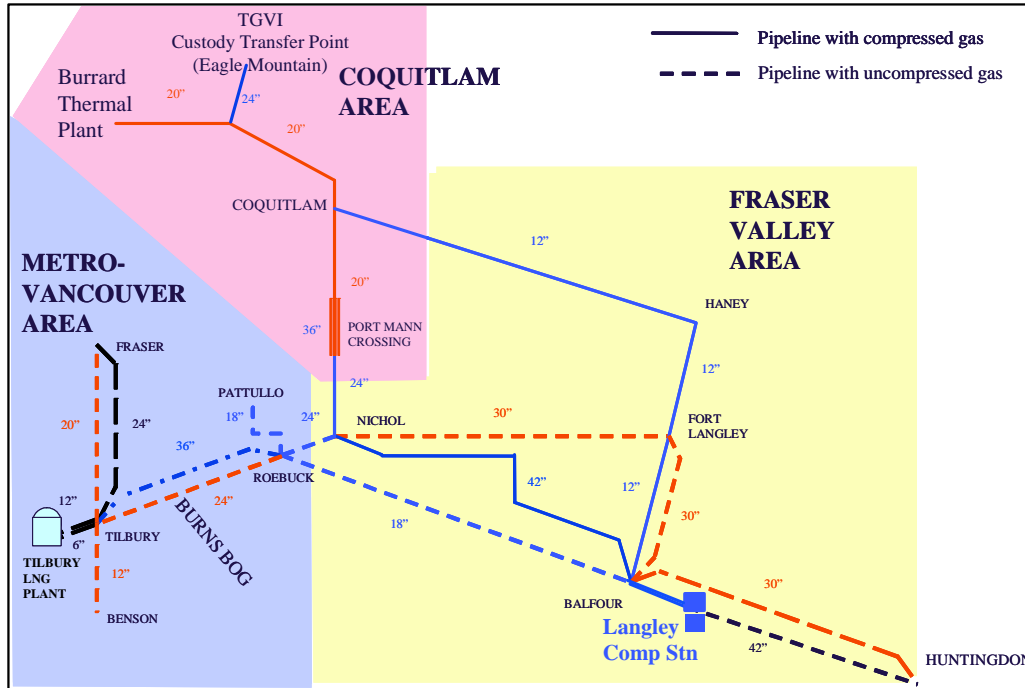 TGVI
Custody Transfer Point
(Eagle Mountain)
Pipeline with compressed gas
Pipeline with uncompressed gas
Burrard
Thermal
Plant
COQUITLAM
AREA
20”
24”
20”
COQUITLAM
12”
FRASER
VALLEY
AREA
METRO-
VANCOUVER
AREA
20”
HANEY
36”
PORT MANN
CROSSING
FRASER
12”
24”
PATTULLO
18”
24”
NICHOL
30”
FORT
LANGLEY
20”
24”
36”
ROEBUCK
42”
12”
24”
18”
30”
12”
6”
TILBURY
BURNS BOG
TILBURY
LNG
PLANT
12”
BENSON
BALFOUR
30”
Langley
Comp Stn
42”
HUNTINGDON